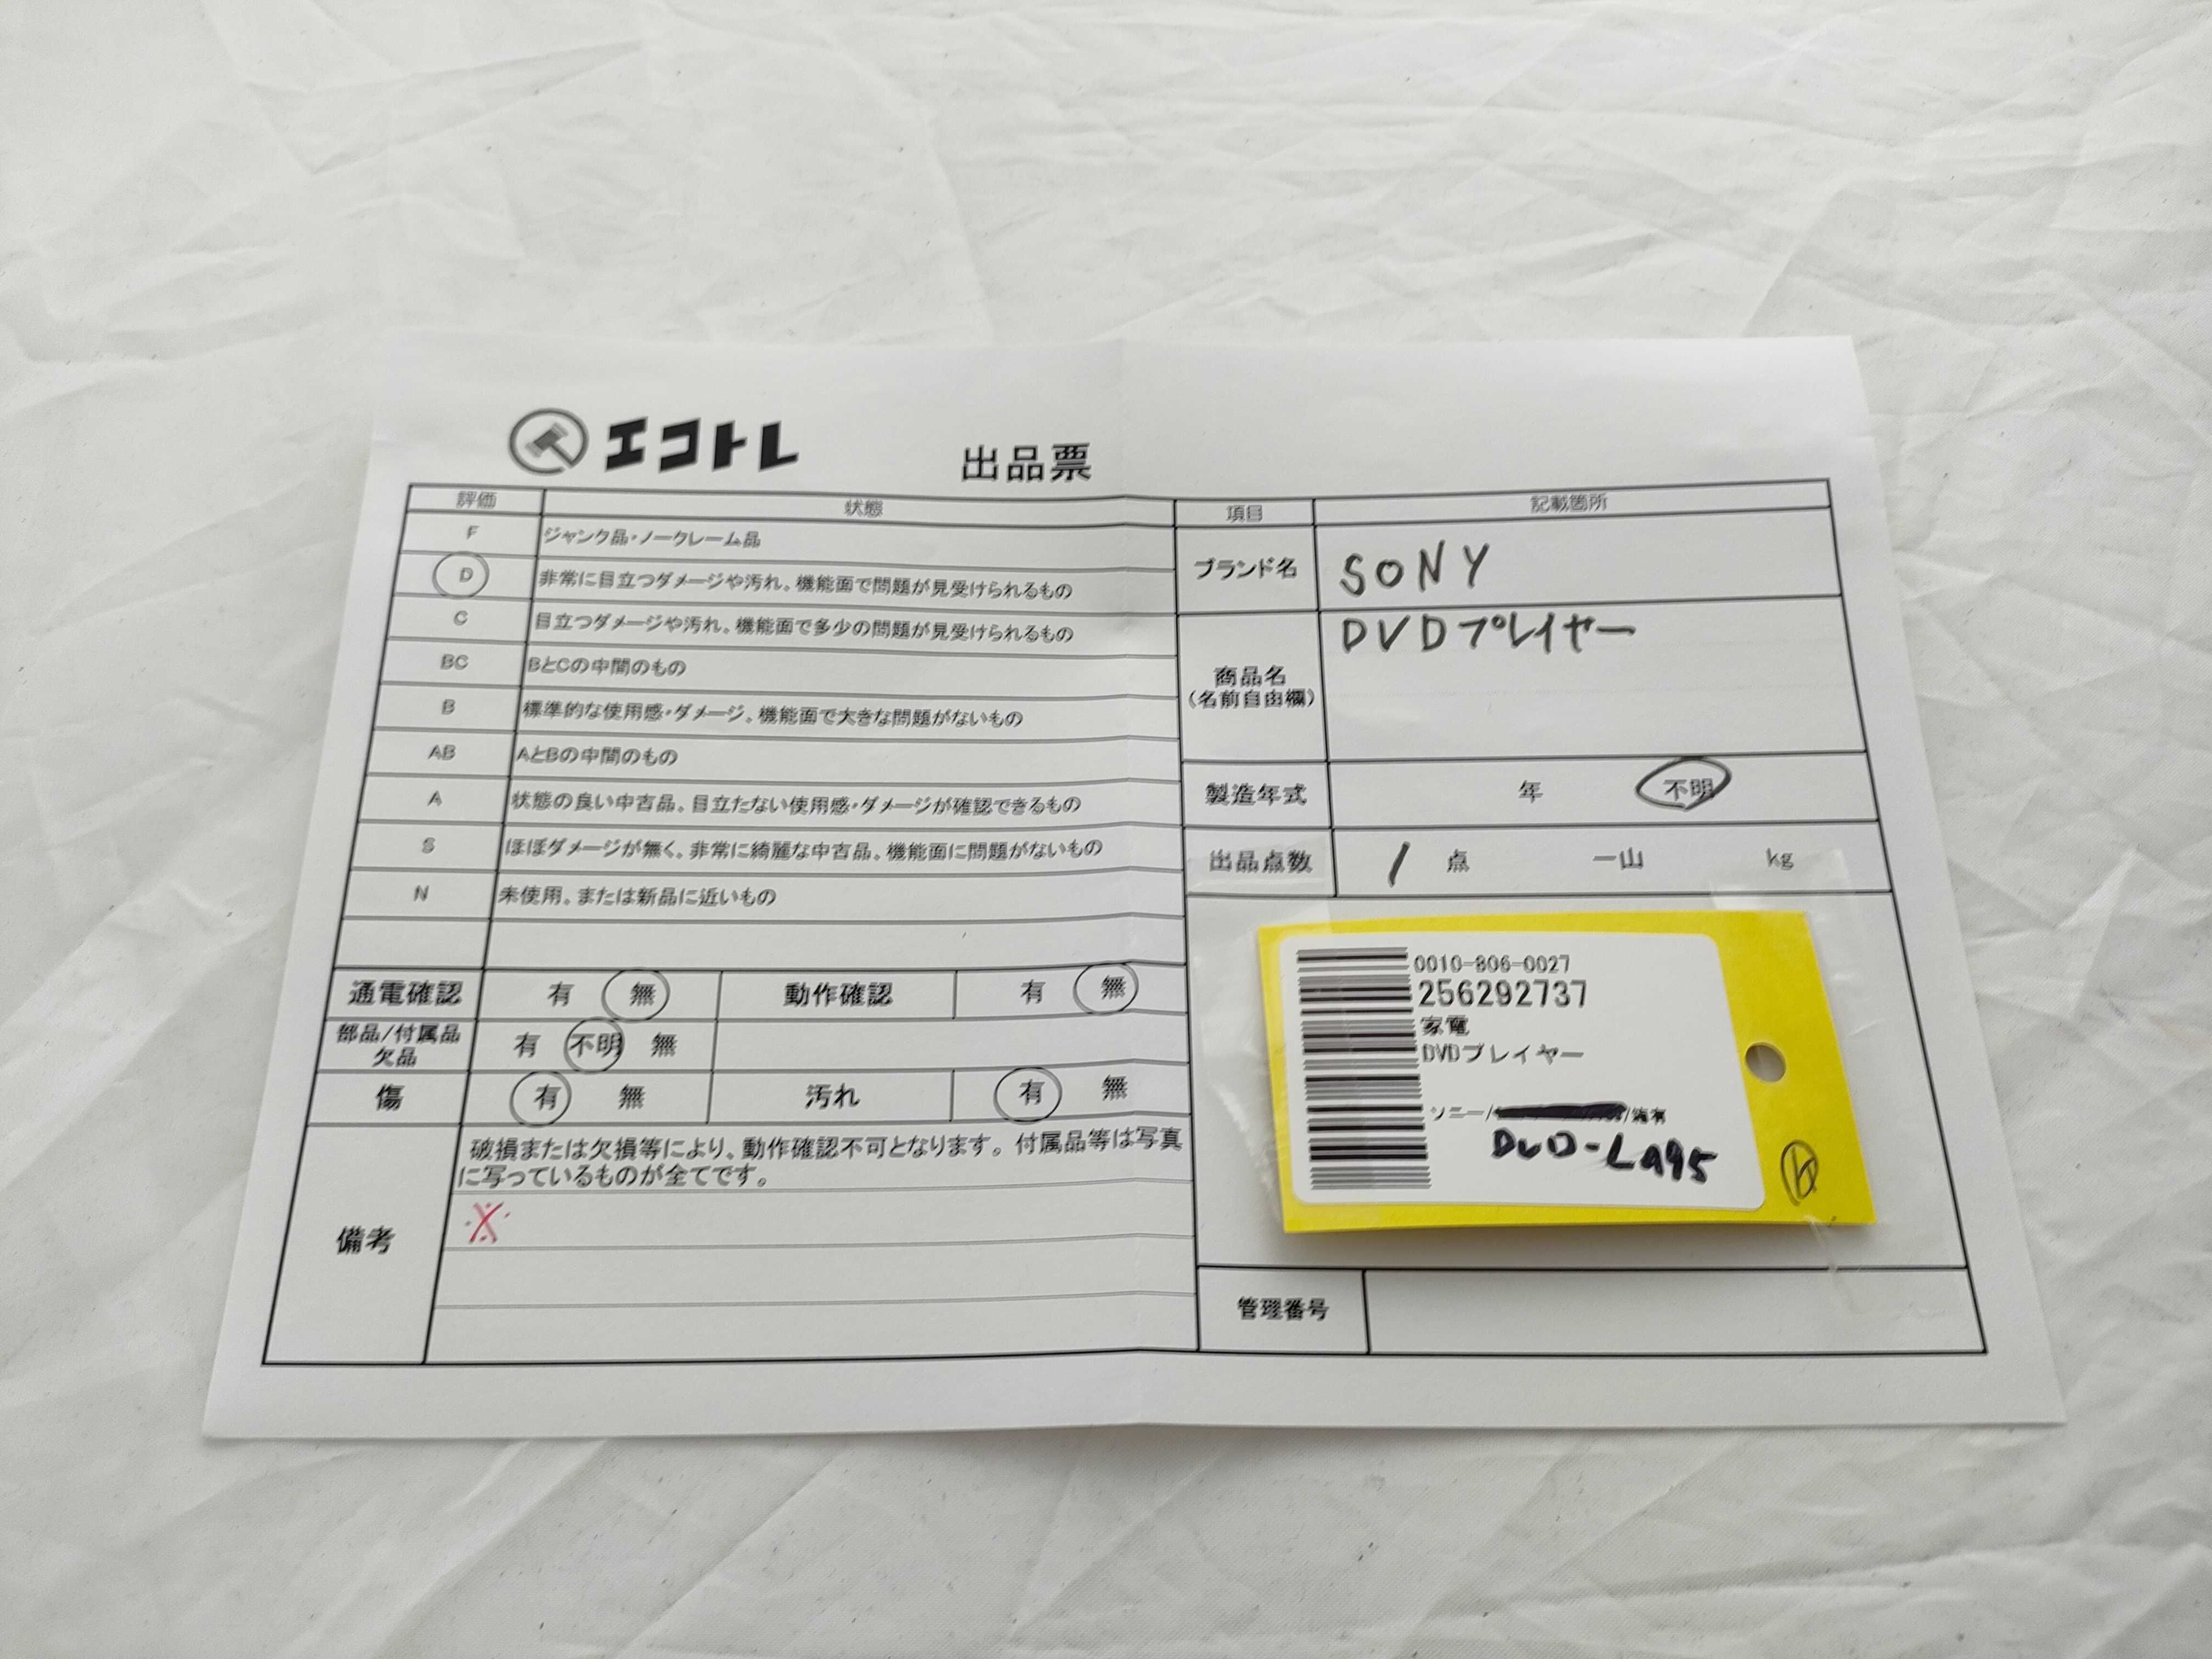 エコトレ
出品票
評価 状態
F ジャンク品・ノークレーム品
D 非常に目立つダメージや汚れ、機能面で問題が見受けられるもの
C 目立つダメージや汚れ、機能面で多少の問題が見受けられるもの
BC BとCの中間のもの
B 標準的な使用感・ダメージ、機能面で大きな問題がないもの
AB AとBの中間のもの
A 状態の良い中古品。目立たない使用感・ダメージが確認できるもの
S ほぼダメージが無く、非常に綺麗な中古品。機能面に問題がないもの
N 未使用。または新品に近いもの
通電確認 有 無 動作確認 有 無
部品/付属品
欠品
有 不明 無
傷 有 無 汚れ 有 無
備考
破損または欠損等により、動作確認不可となります。付属品等は写真
に写っているものが全てです。
※
項目 記載箇所
ブランド名 SONY
商品名
(名前自由欄)
DVDプレイヤー
製造年式 年 不明
出品点数 1 点 一山 kg
0010-806-0027
256292737
家電
DVDプレイヤー
ソニー/
DVD-LA95
管理番号